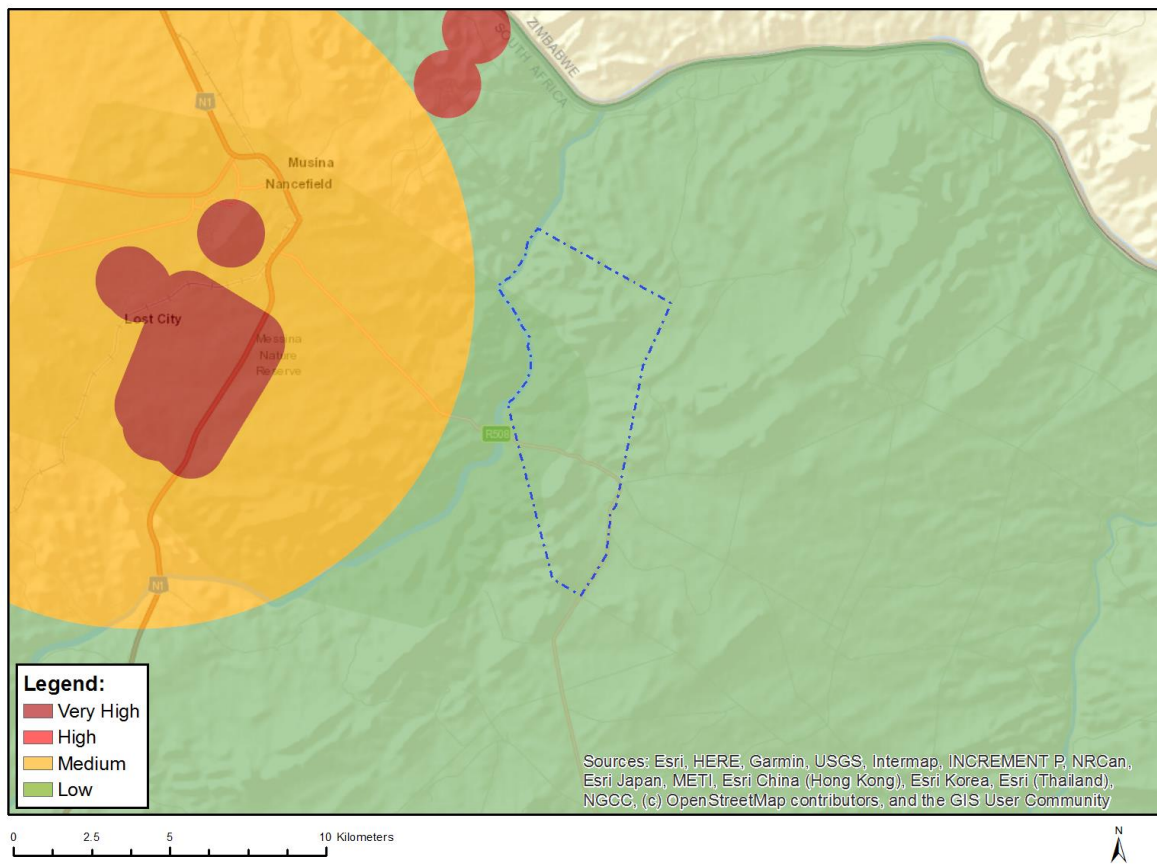 ZIMBABWE
SOUTH AFRICA
N1
Musina
Nancefield
Lost City
Messina
Nature
Reserve
R508
N1
Legend:
Very High
High
Medium
Low
Sources: Esri, HERE, Garmin, USGS, Intermap, INCREMENT P, NRCan,
Esri Japan, METI, Esri China (Hong Kong), Esri Korea, Esri (Thailand),
NGCC, (c) OpenStreetMap contributors, and the GIS User Community
0 2.5 5 10 Kilometers
N